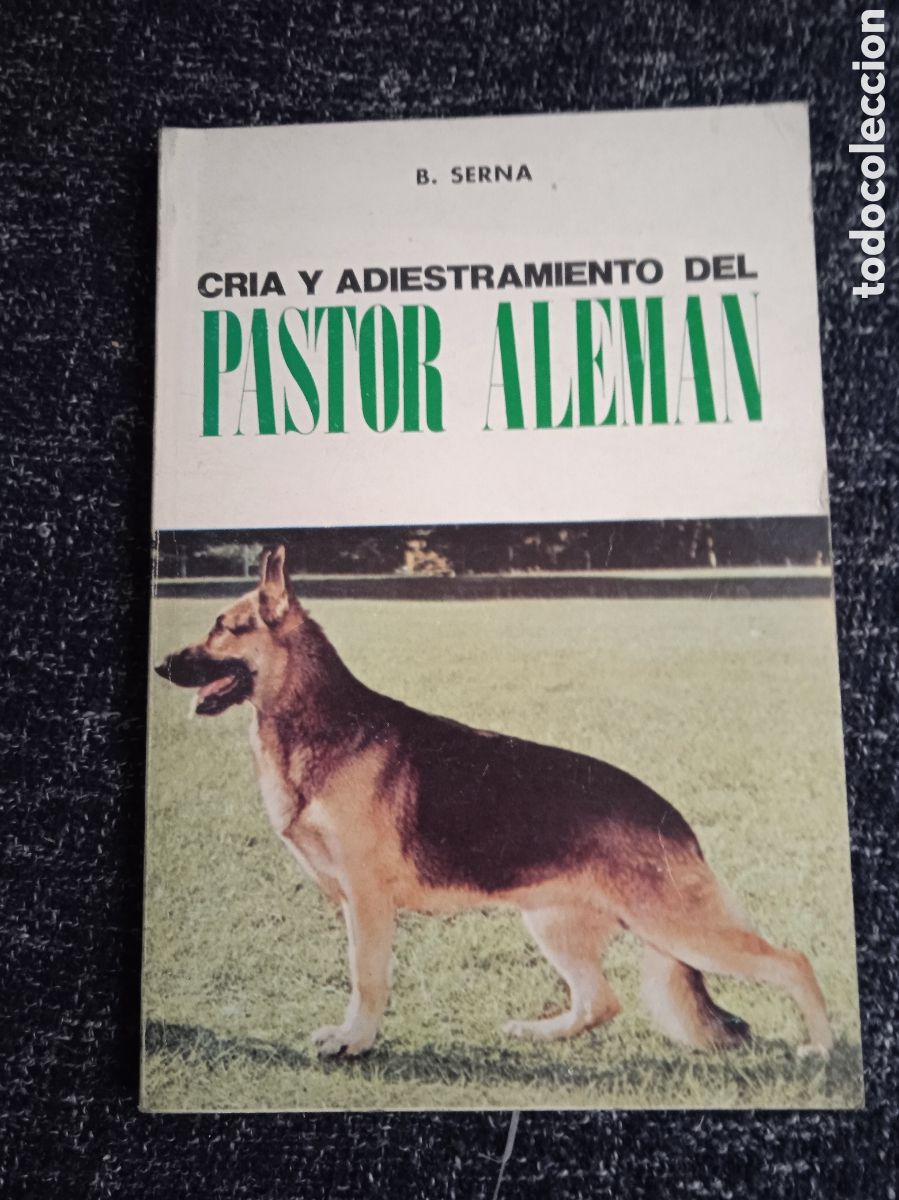 B. SERNA
CRIA Y ADIESTRAMIENTO DEL
PASTOR ALEMAN
todocoleccion